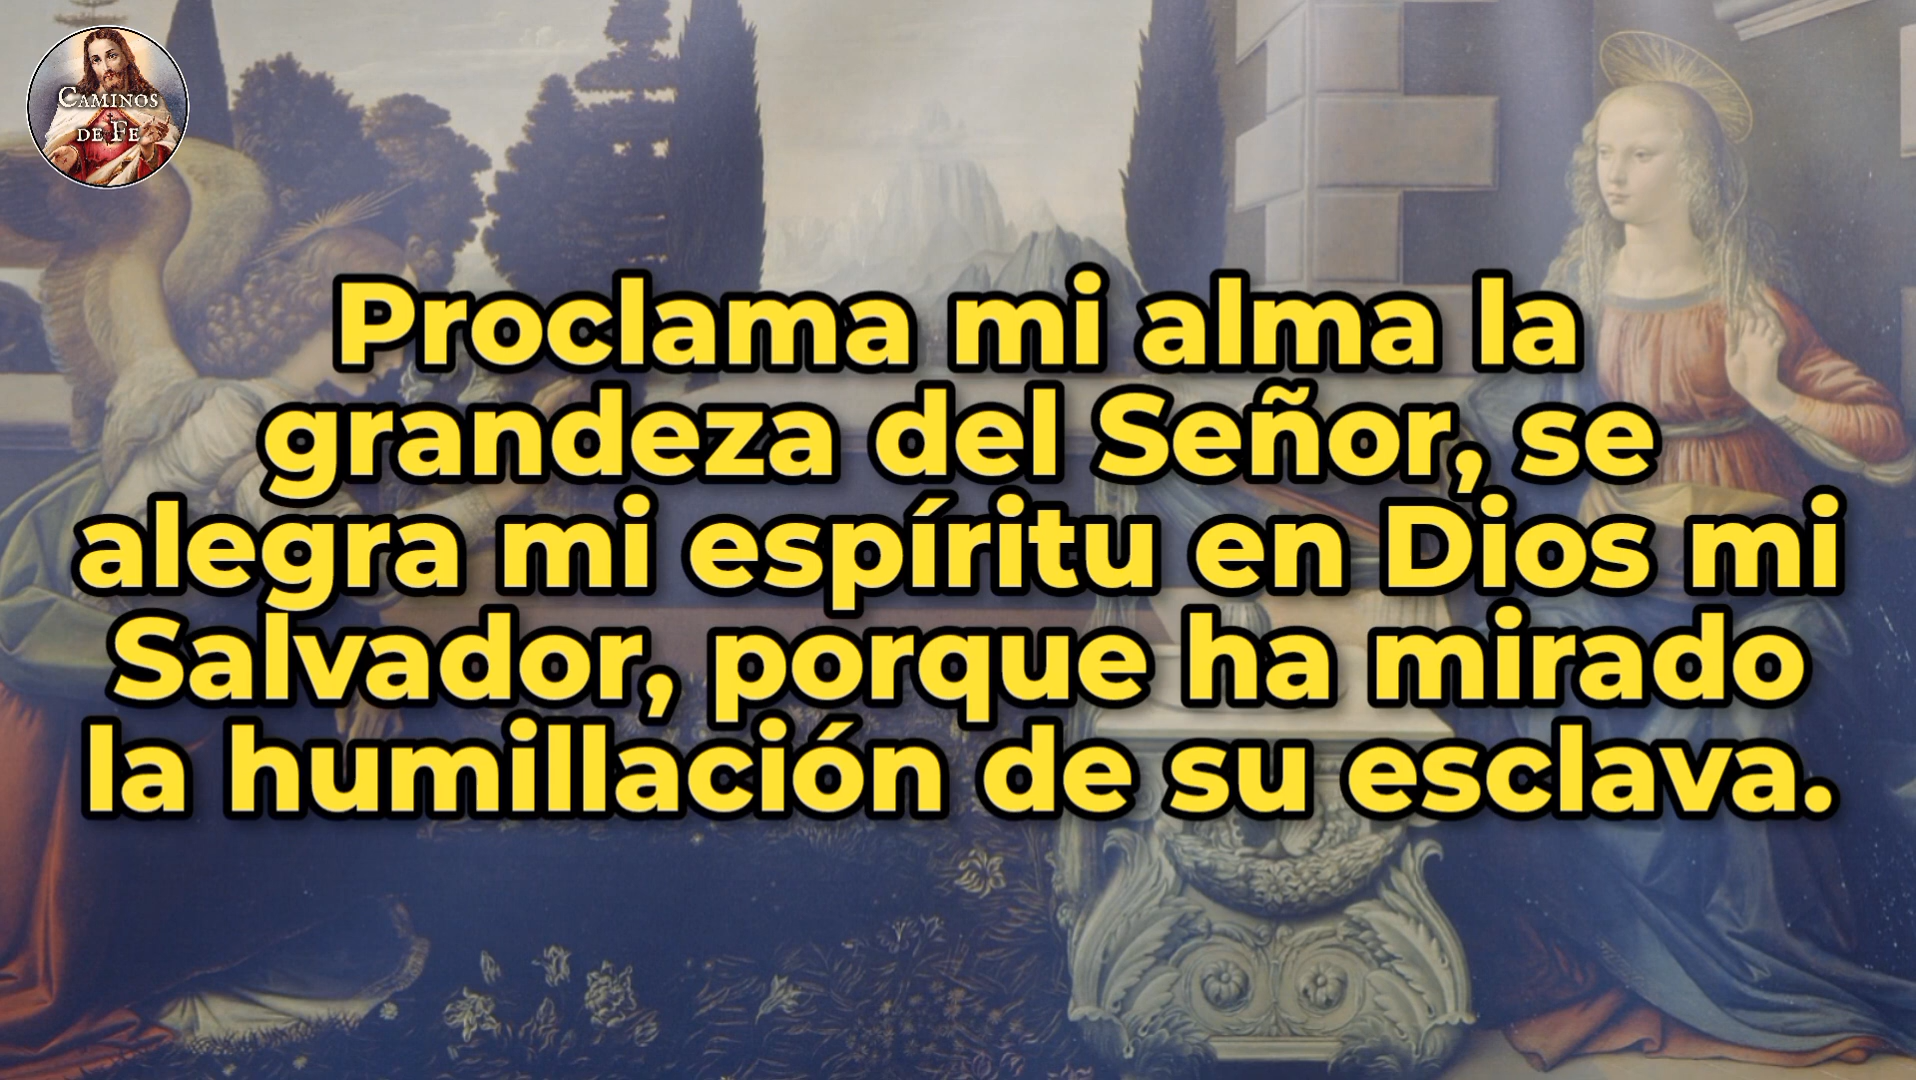 CAMINOS
DE FE
Proclama mi alma la
grandeza del Señor, se
alegra mi espíritu en Dios mi
Salvador, porque ha mirado
la humillación de su esclava.